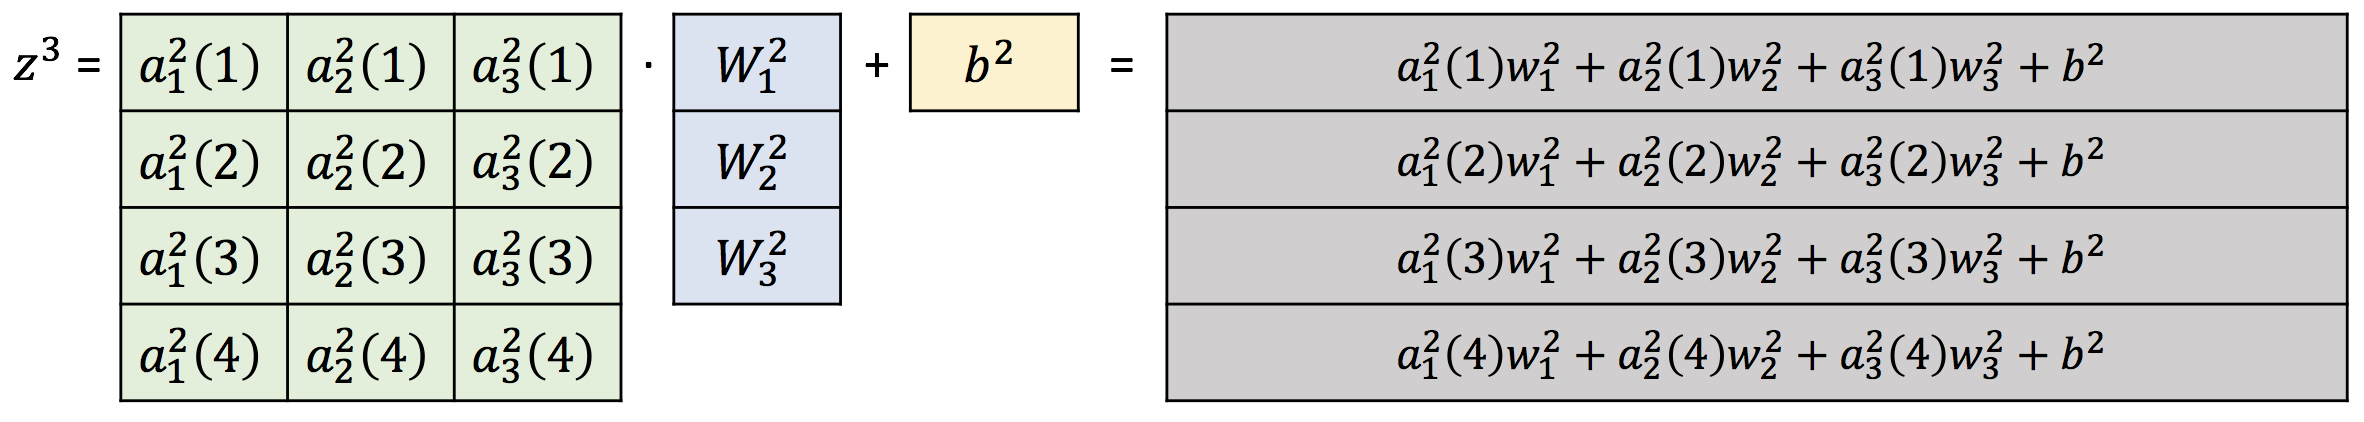 z³ = a₁²(1) a₂²(1) a₃²(1) · W₁² + b² = a₁²(1)w₁² + a₂²(1)w₂² + a₃²(1)w₃² + b²
a₁²(2) a₂²(2) a₃²(2) W₂² a₁²(2)w₁² + a₂²(2)w₂² + a₃²(2)w₃² + b²
a₁²(3) a₂²(3) a₃²(3) W₃² a₁²(3)w₁² + a₂²(3)w₂² + a₃²(3)w₃² + b²
a₁²(4) a₂²(4) a₃²(4) a₁²(4)w₁² + a₂²(4)w₂² + a₃²(4)w₃² + b²